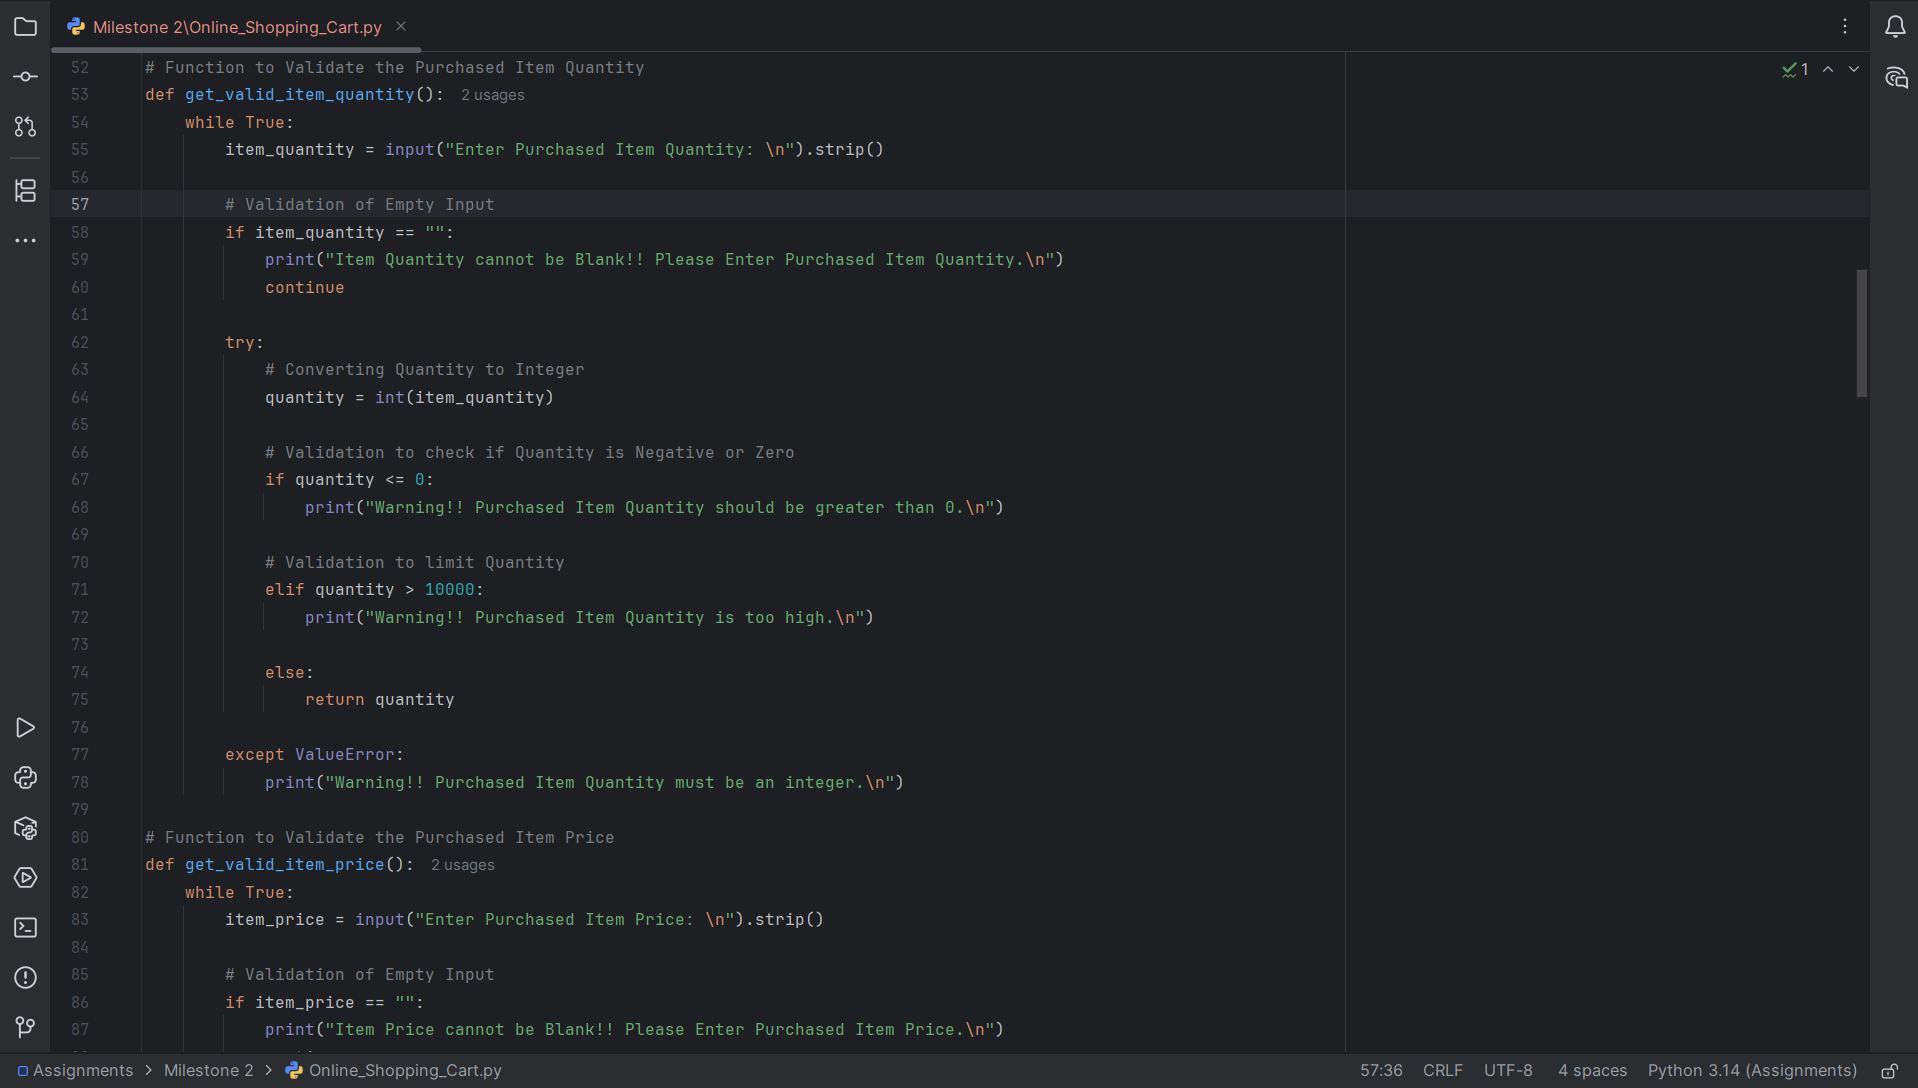 Milestone 2\Online_Shopping_Cart.py
1
52 # Function to Validate the Purchased Item Quantity
53 def get_valid_item_quantity(): 2 usages
54 while True:
55 item_quantity = input("Enter Purchased Item Quantity: \n").strip()
56
57 # Validation of Empty Input
58 if item_quantity == "":
59 print("Item Quantity cannot be Blank!! Please Enter Purchased Item Quantity.\n")
60 continue
61
62 try:
63 # Converting Quantity to Integer
64 quantity = int(item_quantity)
65
66 # Validation to check if Quantity is Negative or Zero
67 if quantity <= 0:
68 print("Warning!! Purchased Item Quantity should be greater than 0.\n")
69
70 # Validation to limit Quantity
71 elif quantity > 10000:
72 print("Warning!! Purchased Item Quantity is too high.\n")
73
74 else:
75 return quantity
76
77 except ValueError:
78 print("Warning!! Purchased Item Quantity must be an integer.\n")
79
80 # Function to Validate the Purchased Item Price
81 def get_valid_item_price(): 2 usages
82 while True:
83 item_price = input("Enter Purchased Item Price: \n").strip()
84
85 # Validation of Empty Input
86 if item_price == "":
87 print("Item Price cannot be Blank!! Please Enter Purchased Item Price.\n")
Assignments > Milestone 2 > Online_Shopping_Cart.py
57:36 CRLF UTF-8 4 spaces Python 3.14 (Assignments)